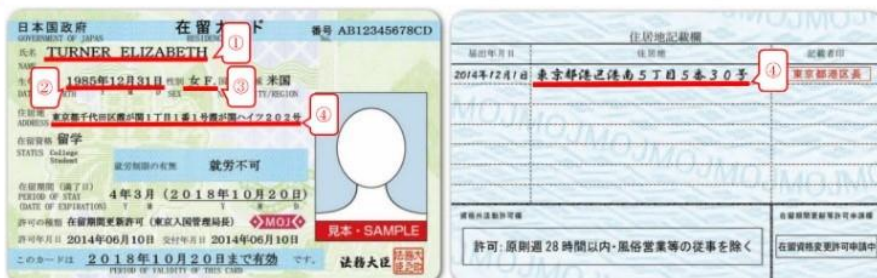 日本国政府 在留カード 番号 AB12345678CD
GOVERNMENT OF JAPAN
氏名 TURNER ELIZABETH ①
NAME
② 1985年12月31日 性別 女 F. ③ 米国
SEX
住居地 東京都千代田区霞が関1丁目1番1号霞が関ハイツ202号 ④
ADDRESS
在留資格 留学
STATUS College
Student
就労制限の有無 就労不可
在留期間(満了日) 4年3月(2018年10月20日)
PERIOD OF STAY
(DATE OF EXPIRATION) Y M Y M D
許可の種類 在留期間更新許可(東京入国管理局長) MOJ
許可年月日 2014年06月10日 交付年月日 2014年06月10日
このカードは 2018年10月20日まで有効 です。
PERIOD OF VALIDITY OF THIS CARD
見本・SAMPLE
法務大臣
住居地記載欄
届出年月日 住居地 記載者印
2014年12月1日 東京都港区港南5丁目5番30号 ④ 東京都港区長
MOJMOJMOJ
資格外活動許可欄
許可:原則週28時間以内・風俗営業等の従事を除く
在留期間更新等許可申請欄
在留資格変更許可申請中